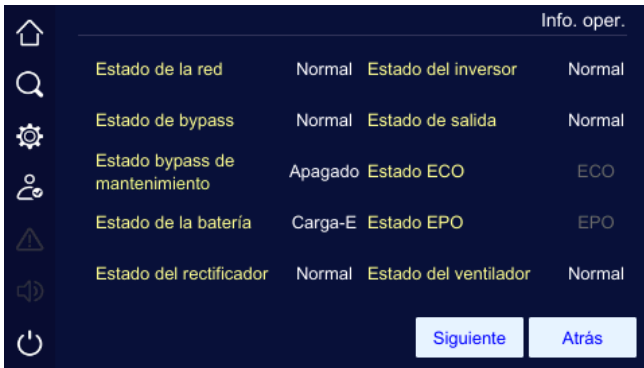 Info. oper.
Estado de la red Normal Estado del inversor Normal
Estado de bypass Normal Estado de salida Normal
Estado bypass de
mantenimiento Apagado Estado ECO ECO
Estado de la batería Carga-E Estado EPO EPO
Estado del rectificador Normal Estado del ventilador Normal
Siguiente Atrás